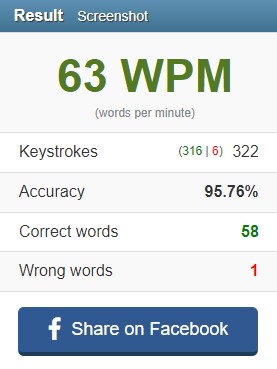 Result Screenshot
63 WPM
(words per minute)
Keystrokes (316 | 6) 322
Accuracy 95.76%
Correct words 58
Wrong words 1
Share on Facebook